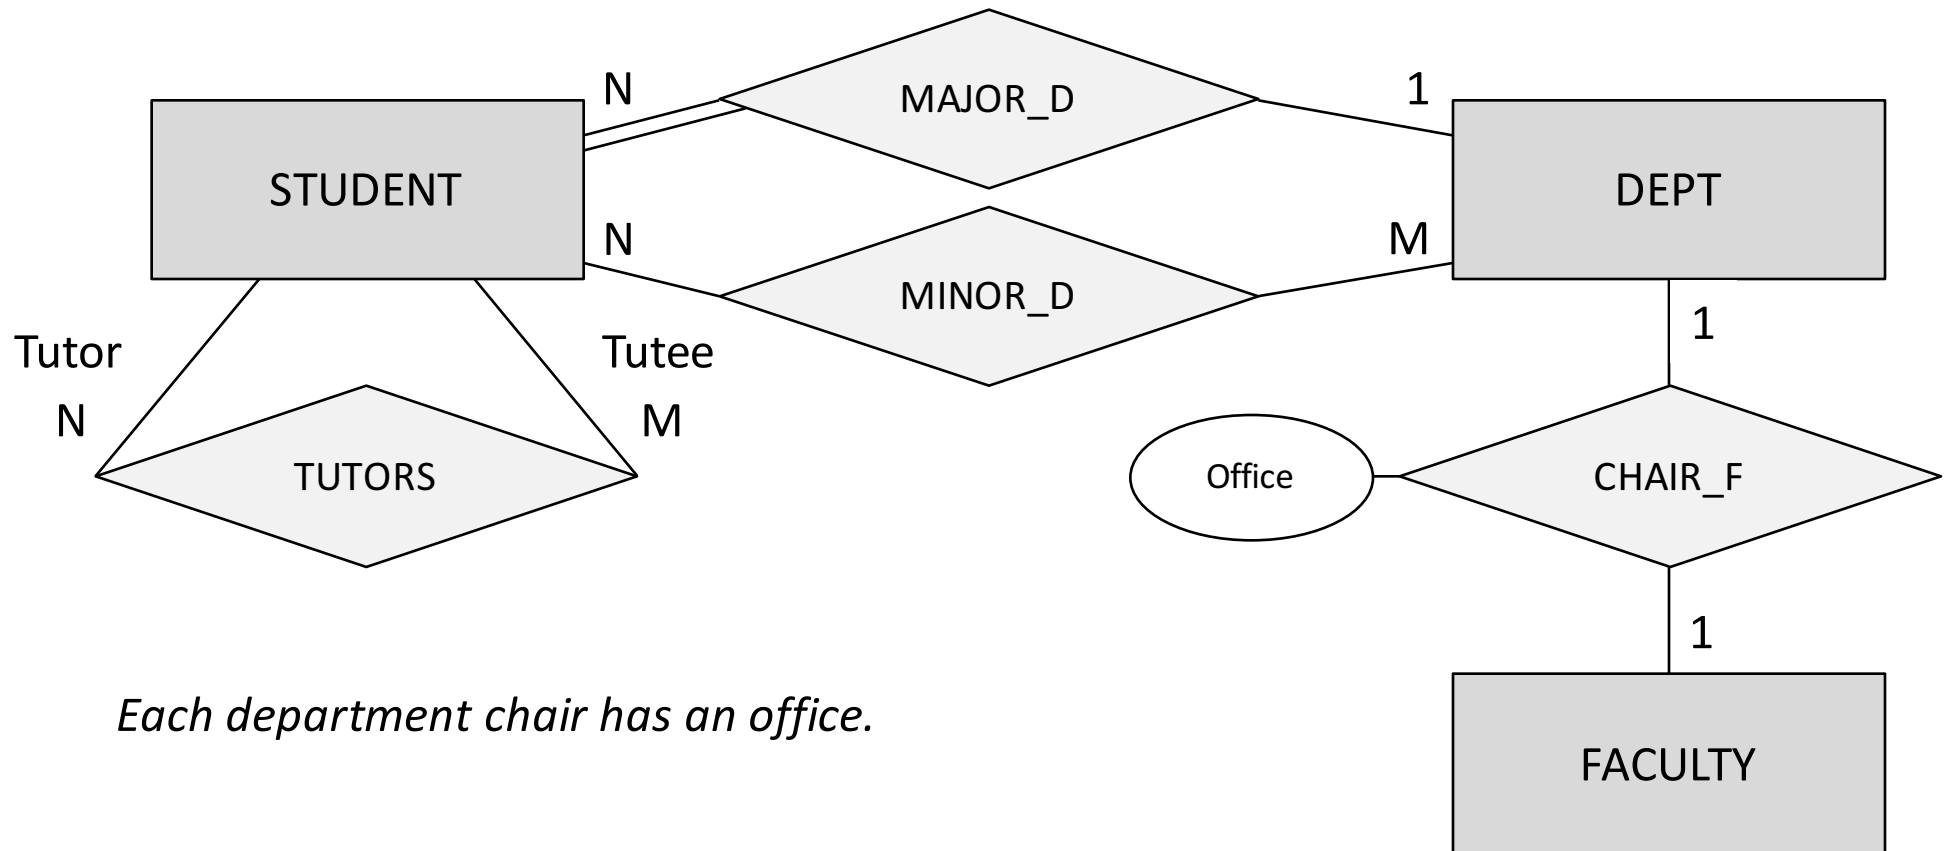 N
MAJOR_D
1
STUDENT
DEPT
N
MINOR_D
M
Tutor
Tutee
1
N
M
TUTORS
Office
CHAIR_F
1
Each department chair has an office.
FACULTY